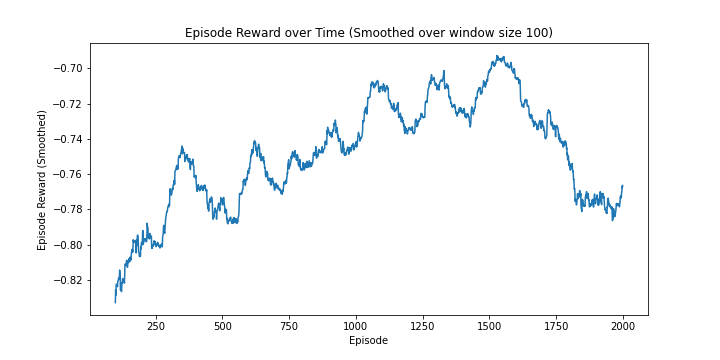 Episode Reward over Time (Smoothed over window size 100)
Episode Reward (Smoothed)
−0.70
−0.72
−0.74
−0.76
−0.78
−0.80
−0.82
250 500 750 1000 1250 1500 1750 2000
Episode